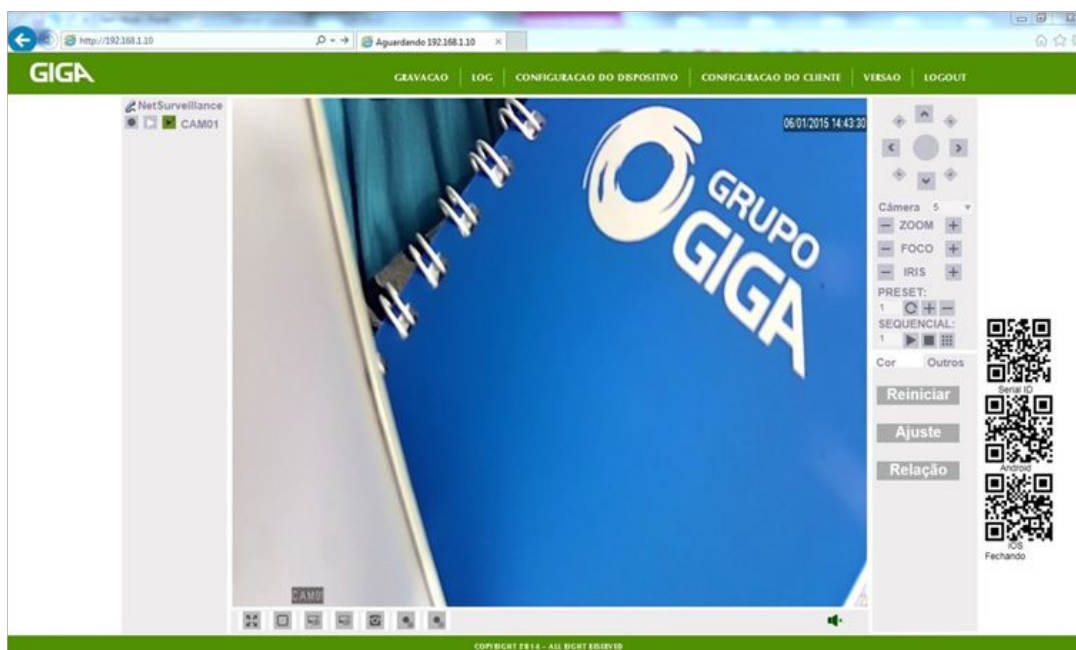 http://192.168.1.10
Aguardando 192.168.1.10
GIGA
GRAVACAO
LOG
CONFIGURACAO DO DISPOSITIVO
CONFIGURACAO DO CLIENTE
VERSAO
LOGOUT
NetSurveillance
CAM01
06/01/2015 14:43:30
GRUPO
GIGA
CAM01
Câmera 5
ZOOM
FOCO
IRIS
PRESET:
1
SEQUENCIAL:
1
Cor Outros
Reiniciar
Ajuste
Relação
Serial ID
Android
iOS
Fechando
COPYRIGHT 2014 - ALL RIGHT RESERVED